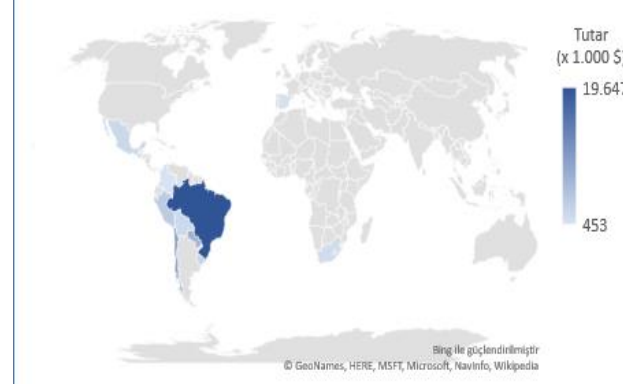 Tutar
(x 1.000 $)
19.647
453
Bing ile güçlendirilmiştir
© GeoNames, HERE, MSFT, Microsoft, NavInfo, Wikipedia